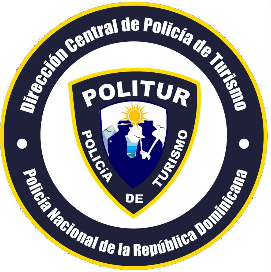 Dirección Central de Policía de Turismo
POLITUR
POLICÍA
DE
TURISMO
Policía Nacional de la República Dominicana